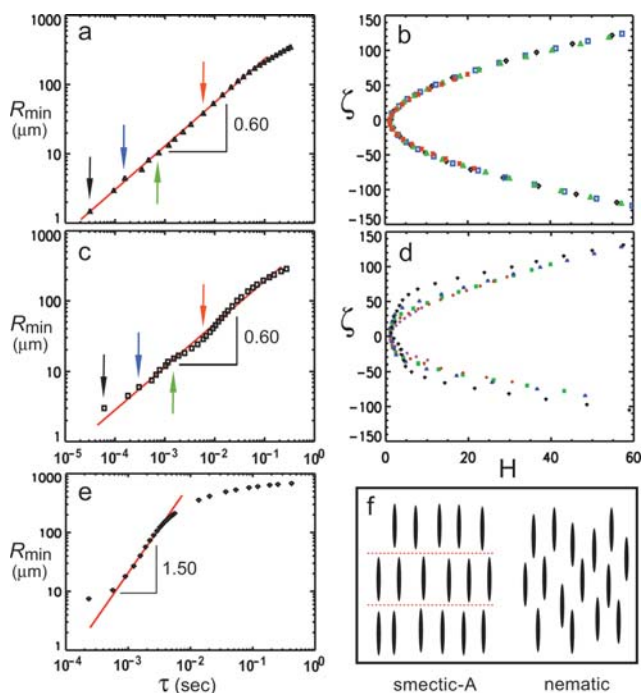 a
1000
100
10
1
R min
(μm)
0.60
b
150
100
50
0
−50
−100
−150
ζ
c
1000
100
10
1
R min
(μm)
0.60
10−5 10−4 10−3 10−2 10−1 100
d
150
100
50
0
−50
−100
−150
ζ
0 20 40 60
H
e
1000
100
10
1
R min
(μm)
1.50
10−4 10−3 10−2 10−1 100
τ (sec)
f
smectic-A nematic